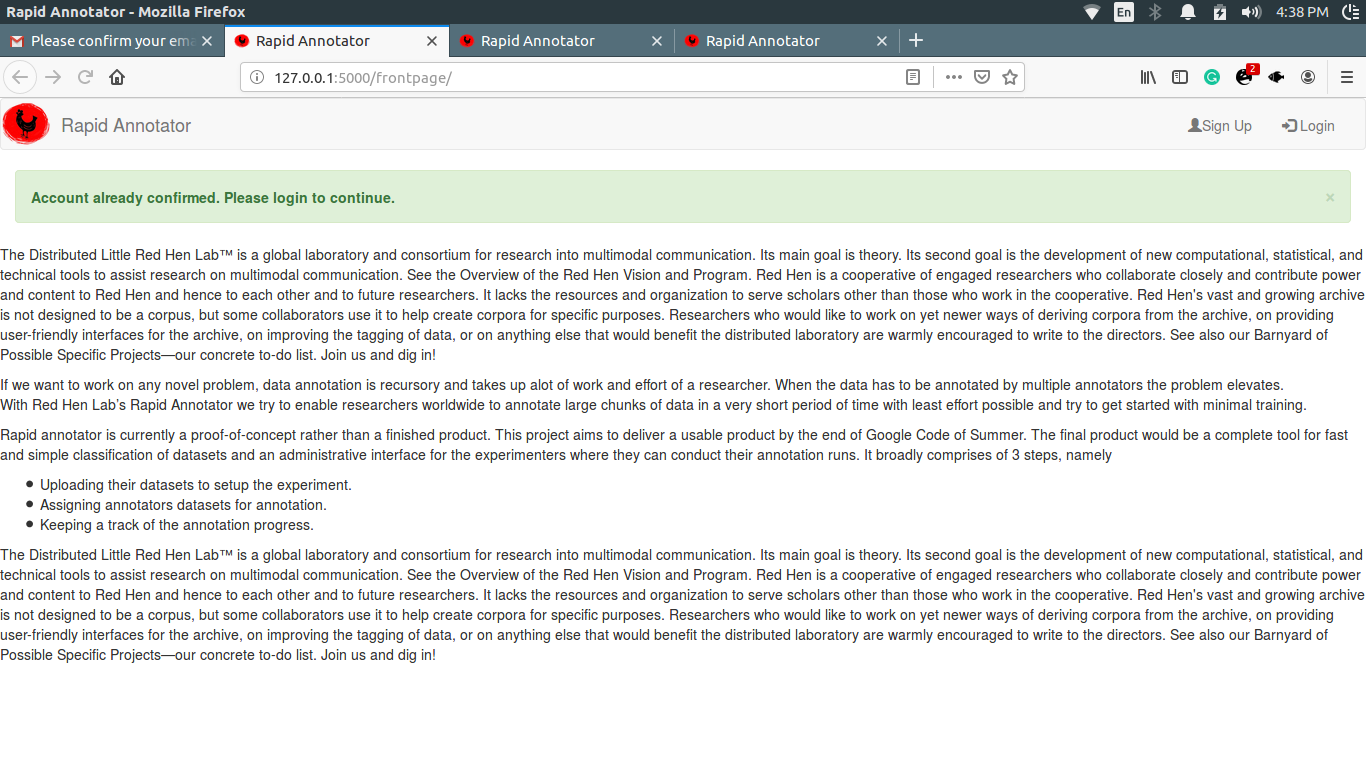 Rapid Annotator - Mozilla Firefox
En
4:38 PM
Please confirm your ema
Rapid Annotator
Rapid Annotator
Rapid Annotator
127.0.0.1:5000/frontpage/
2
Rapid Annotator
Sign Up
Login
Account already confirmed. Please login to continue.
×
The Distributed Little Red Hen Lab™ is a global laboratory and consortium for research into multimodal communication. Its main goal is theory. Its second goal is the development of new computational, statistical, and
technical tools to assist research on multimodal communication. See the Overview of the Red Hen Vision and Program. Red Hen is a cooperative of engaged researchers who collaborate closely and contribute power
and content to Red Hen and hence to each other and to future researchers. It lacks the resources and organization to serve scholars other than those who work in the cooperative. Red Hen's vast and growing archive
is not designed to be a corpus, but some collaborators use it to help create corpora for specific purposes. Researchers who would like to work on yet newer ways of deriving corpora from the archive, on providing
user-friendly interfaces for the archive, on improving the tagging of data, or on anything else that would benefit the distributed laboratory are warmly encouraged to write to the directors. See also our Barnyard of
Possible Specific Projects—our concrete to-do list. Join us and dig in!
If we want to work on any novel problem, data annotation is recursory and takes up alot of work and effort of a researcher. When the data has to be annotated by multiple annotators the problem elevates.
With Red Hen Lab's Rapid Annotator we try to enable researchers worldwide to annotate large chunks of data in a very short period of time with least effort possible and try to get started with minimal training.
Rapid annotator is currently a proof-of-concept rather than a finished product. This project aims to deliver a usable product by the end of Google Code of Summer. The final product would be a complete tool for fast
and simple classification of datasets and an administrative interface for the experimenters where they can conduct their annotation runs. It broadly comprises of 3 steps, namely
• Uploading their datasets to setup the experiment.
• Assigning annotators datasets for annotation.
• Keeping a track of the annotation progress.
The Distributed Little Red Hen Lab™ is a global laboratory and consortium for research into multimodal communication. Its main goal is theory. Its second goal is the development of new computational, statistical, and
technical tools to assist research on multimodal communication. See the Overview of the Red Hen Vision and Program. Red Hen is a cooperative of engaged researchers who collaborate closely and contribute power
and content to Red Hen and hence to each other and to future researchers. It lacks the resources and organization to serve scholars other than those who work in the cooperative. Red Hen's vast and growing archive
is not designed to be a corpus, but some collaborators use it to help create corpora for specific purposes. Researchers who would like to work on yet newer ways of deriving corpora from the archive, on providing
user-friendly interfaces for the archive, on improving the tagging of data, or on anything else that would benefit the distributed laboratory are warmly encouraged to write to the directors. See also our Barnyard of
Possible Specific Projects—our concrete to-do list. Join us and dig in!